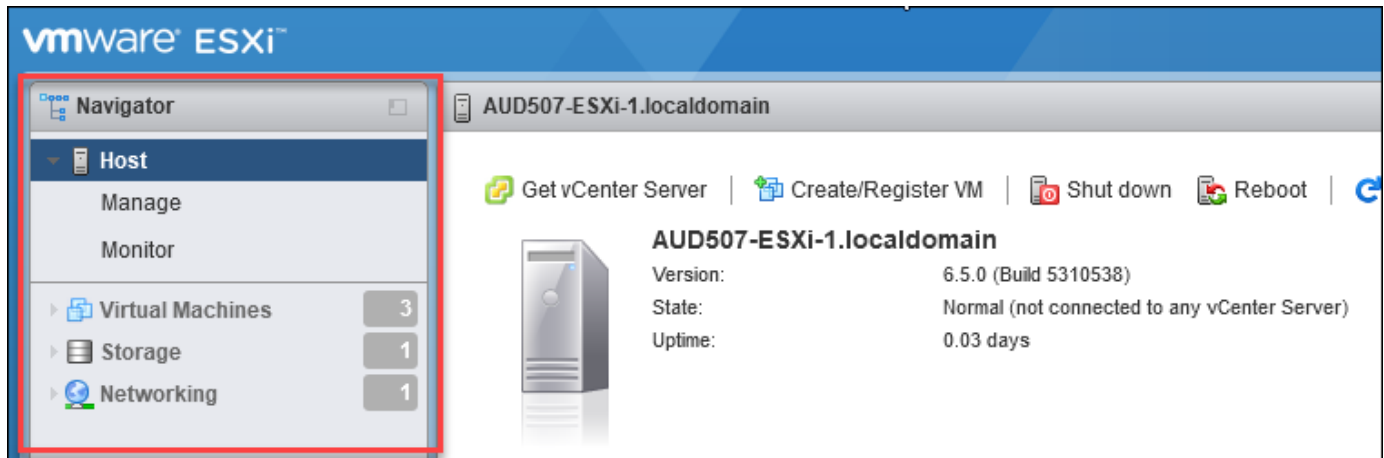 vmware® ESXi™
Navigator
AUD507-ESXi-1.localdomain
Host
Manage
Monitor
Virtual Machines 3
Storage 1
Networking 1
Get vCenter Server | Create/Register VM | Shut down Reboot |
AUD507-ESXi-1.localdomain
Version: 6.5.0 (Build 5310538)
State: Normal (not connected to any vCenter Server)
Uptime: 0.03 days